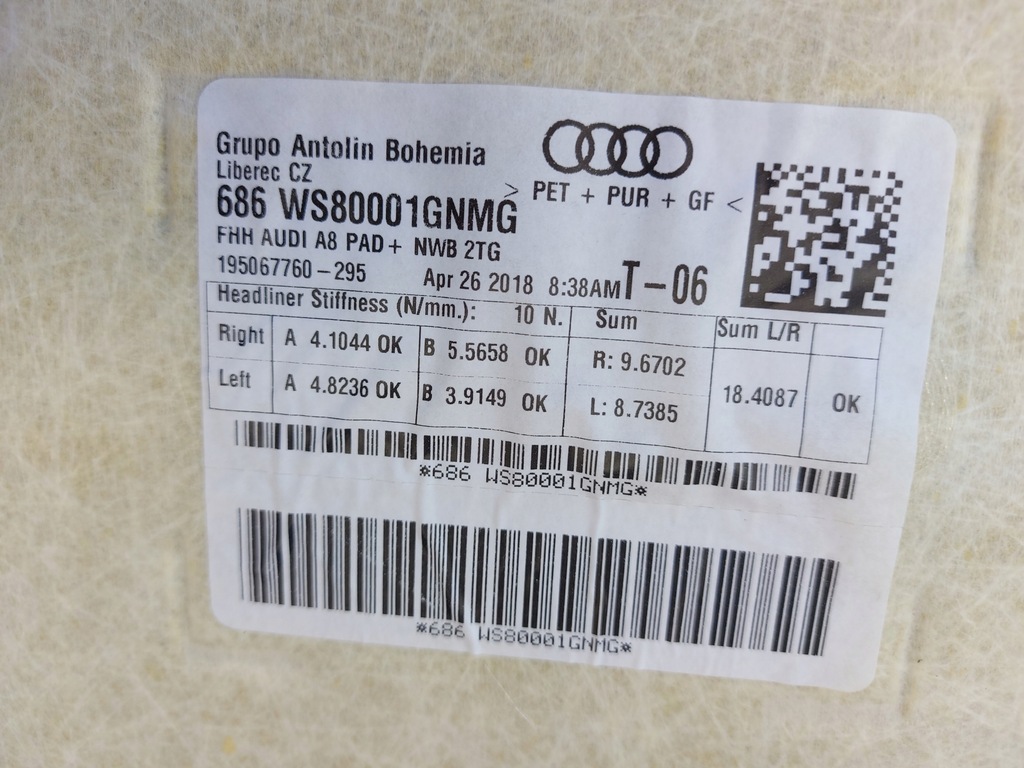 Grupo Antolin Bohemia
Liberec CZ
> PET + PUR + GF <
686 WS80001GNMG
FHH AUDI A8 PAD+ NWB 2TG
195067760-295 Apr 26 2018 8:38AM T-06
Headliner Stiffness (N/mm.): 10 N. Sum Sum L/R
Right A 4.1044 OK B 5.5658 OK R: 9.6702
18.4087 OK
Left A 4.8236 OK B 3.9149 OK L: 8.7385
*686 WS80001GNMG*
*686 WS80001GNMG*